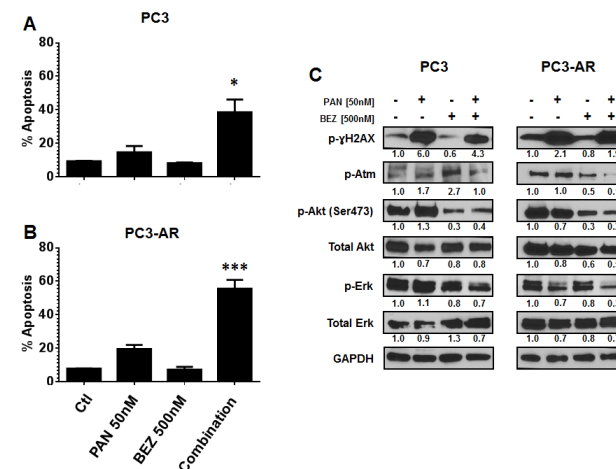 A
PC3
% Apoptosis
80
60
40
20
0
*
B
PC3-AR
% Apoptosis
80
60
40
20
0
***
Ctl
PAN 50nM
BEZ 500nM
Combination
C
PC3
PC3-AR
PAN [50nM] - + - + - + - +
BEZ [500nM] - - + + - - + +
p-ɣH2AX
1.0 6.0 0.6 4.3 1.0 2.1 0.8
p-Atm
1.0 1.7 2.7 1.0 1.0 1.0 0.5
p-Akt (Ser473)
1.0 1.3 0.3 0.4 1.0 0.7 0.3
Total Akt
1.0 0.7 0.8 0.8 1.0 0.8 0.6
p-Erk
1.0 1.1 0.8 0.7 1.0 0.7 0.8
Total Erk
1.0 0.9 1.3 0.7 1.0 0.7 0.8
GAPDH